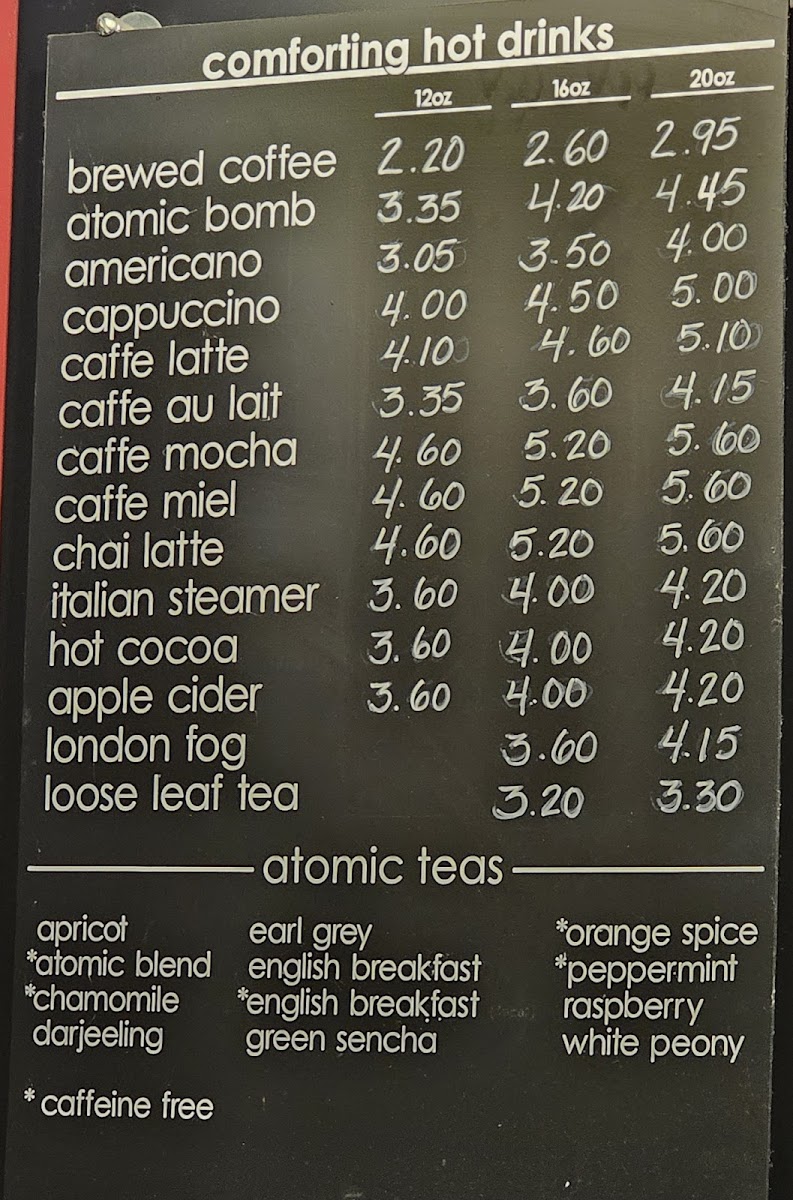 comforting hot drinks
12oz 16oz 20oz
brewed coffee 2.20 2.60 2.95
atomic bomb 3.35 4.20 4.45
americano 3.05 3.50 4.00
cappuccino 4.00 4.50 5.00
caffe latte 4.10 4.60 5.10
caffe au lait 3.35 3.60 4.15
caffe mocha 4.60 5.20 5.60
caffe miel 4.60 5.20 5.60
chai latte 4.60 5.20 5.60
italian steamer 3.60 4.00 4.20
hot cocoa 3.60 4.00 4.20
apple cider 3.60 4.00 4.20
london fog 3.60 4.15
loose leaf tea 3.20 3.30
atomic teas
apricot earl grey *orange spice
*atomic blend english breakfast *peppermint
*chamomile *english breakfast raspberry
darjeeling green sencha white peony
* caffeine free